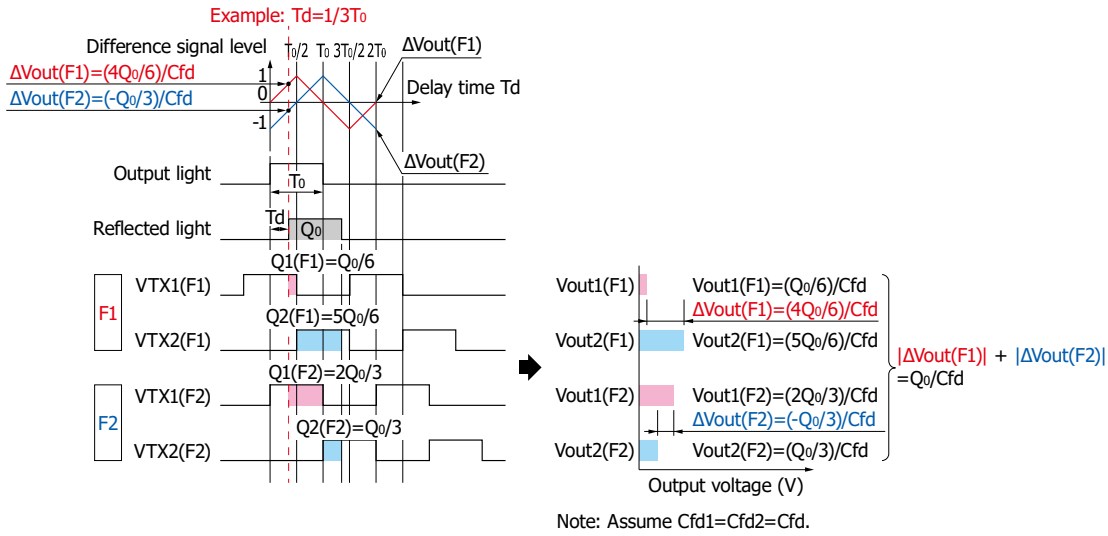 Example: Td=1/3T₀
Difference signal level
T₀/2 T₀ 3T₀/2 2T₀
ΔVout(F1)
ΔVout(F1)=(4Q₀/6)/Cfd
1
Delay time Td
ΔVout(F2)=(-Q₀/3)/Cfd
0
-1
ΔVout(F2)
Output light
T₀
Td
Reflected light
Q₀
Q1(F1)=Q₀/6
VTX1(F1)
F1
Q2(F1)=5Q₀/6
VTX2(F1)
Q1(F2)=2Q₀/3
VTX1(F2)
F2
Q2(F2)=Q₀/3
VTX2(F2)
Vout1(F1)
Vout1(F1)=(Q₀/6)/Cfd
ΔVout(F1)=(4Q₀/6)/Cfd
Vout2(F1)
Vout2(F1)=(5Q₀/6)/Cfd
|ΔVout(F1)| + |ΔVout(F2)|
=Q₀/Cfd
Vout1(F2)
Vout1(F2)=(2Q₀/3)/Cfd
ΔVout(F2)=(-Q₀/3)/Cfd
Vout2(F2)
Vout2(F2)=(Q₀/3)/Cfd
Output voltage (V)
Note: Assume Cfd1=Cfd2=Cfd.